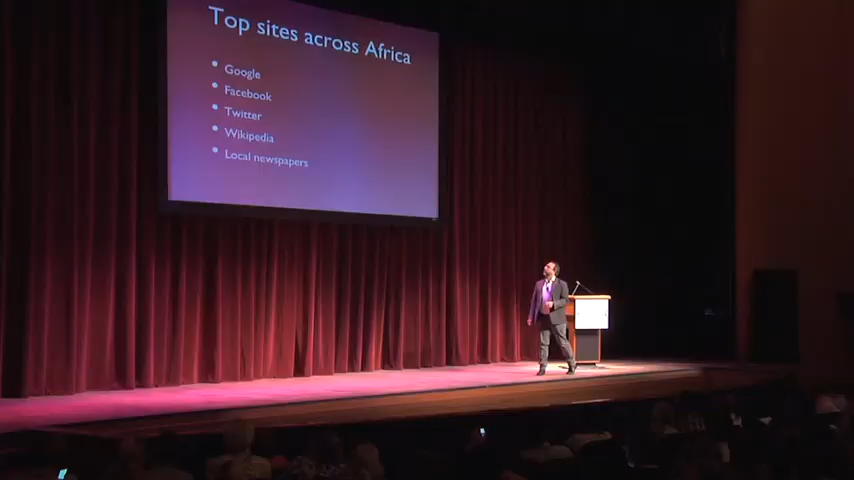 Top sites across Africa
• Google
• Facebook
• Twitter
• Wikipedia
• Local newspapers